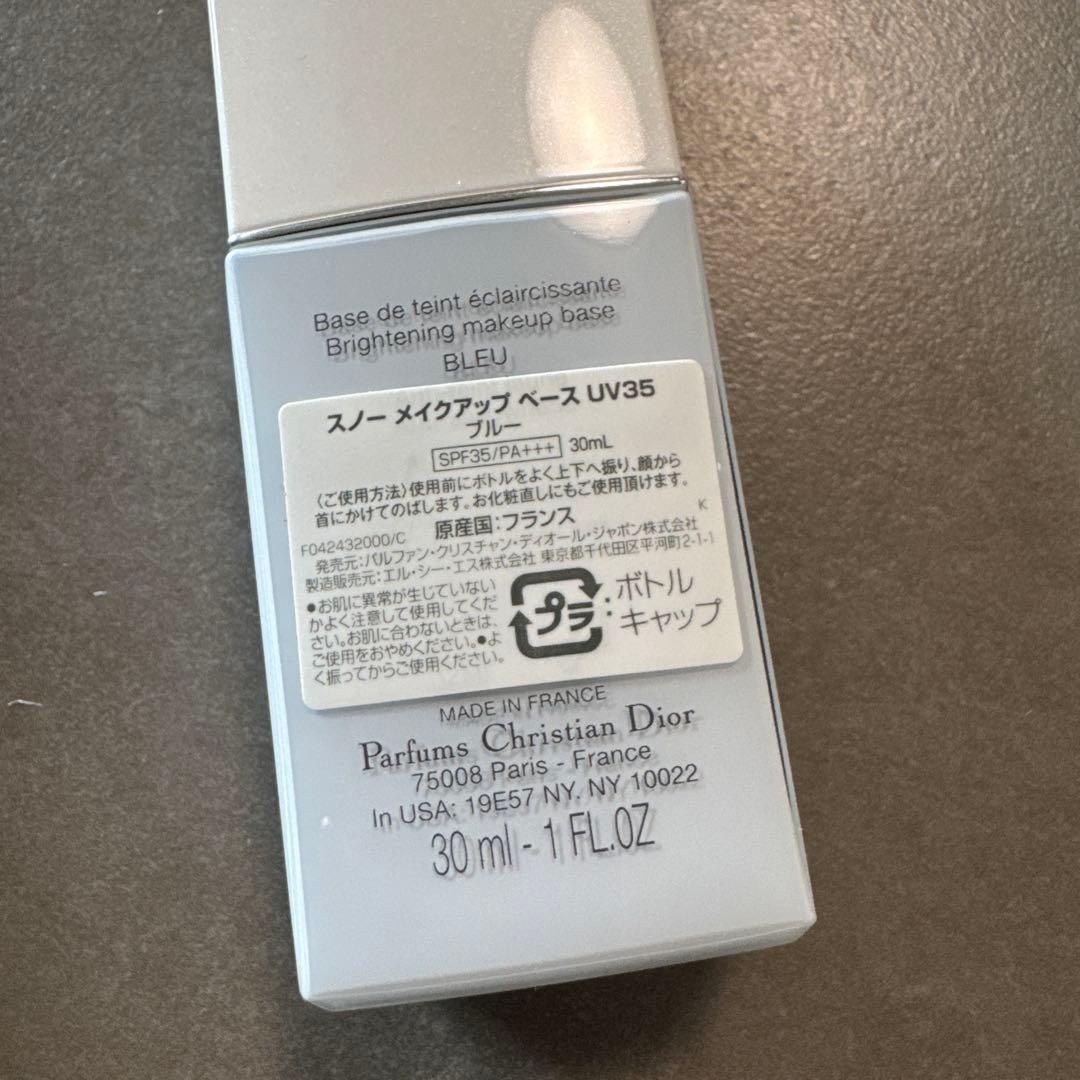 Base de teint éclaircissante
Brightening makeup base
BLEU
スノー メイクアップ ベース UV35
ブルー
SPF35/PA+++ 30mL
〈ご使用方法〉使用前にボトルをよく上下へ振り、顔から
首にかけてのばします。お化粧直しにもご使用頂けます。
F042432000/C 原産国:フランス K
発売元:パルファン・クリスチャン・ディオール・ジャポン株式会社
製造販売元:エル・シー・エス株式会社 東京都千代田区平河町2-1-1
●お肌に異常が生じていない
かよく注意して使用してくだ
さい。お肌に合わないときは、
ご使用をおやめください。●よ
く振ってからご使用ください。
プラ
:ボトル
キャップ
MADE IN FRANCE
Parfums Christian Dior
75008 Paris - France
In USA: 19E57 NY. NY 10022
30 ml - 1 FL.OZ